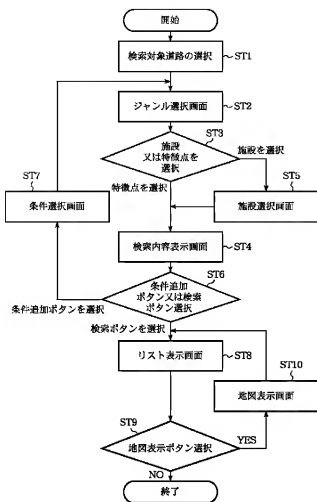 開始
検索対象道路の選択
ST1
ジャンル選択画面
ST2
ST3
施設
又は特徴点を
選択
施設を選択
特徴点を選択
ST7
条件選択画面
ST5
施設選択画面
検索内容表示画面
ST4
ST6
条件追加
ボタン又は検索
ボタン選択
条件追加ボタンを選択
検索ボタンを選択
リスト表示画面
ST8
ST10
地図表示画面
ST9
地図表示ボタン選択
YES
NO
終了